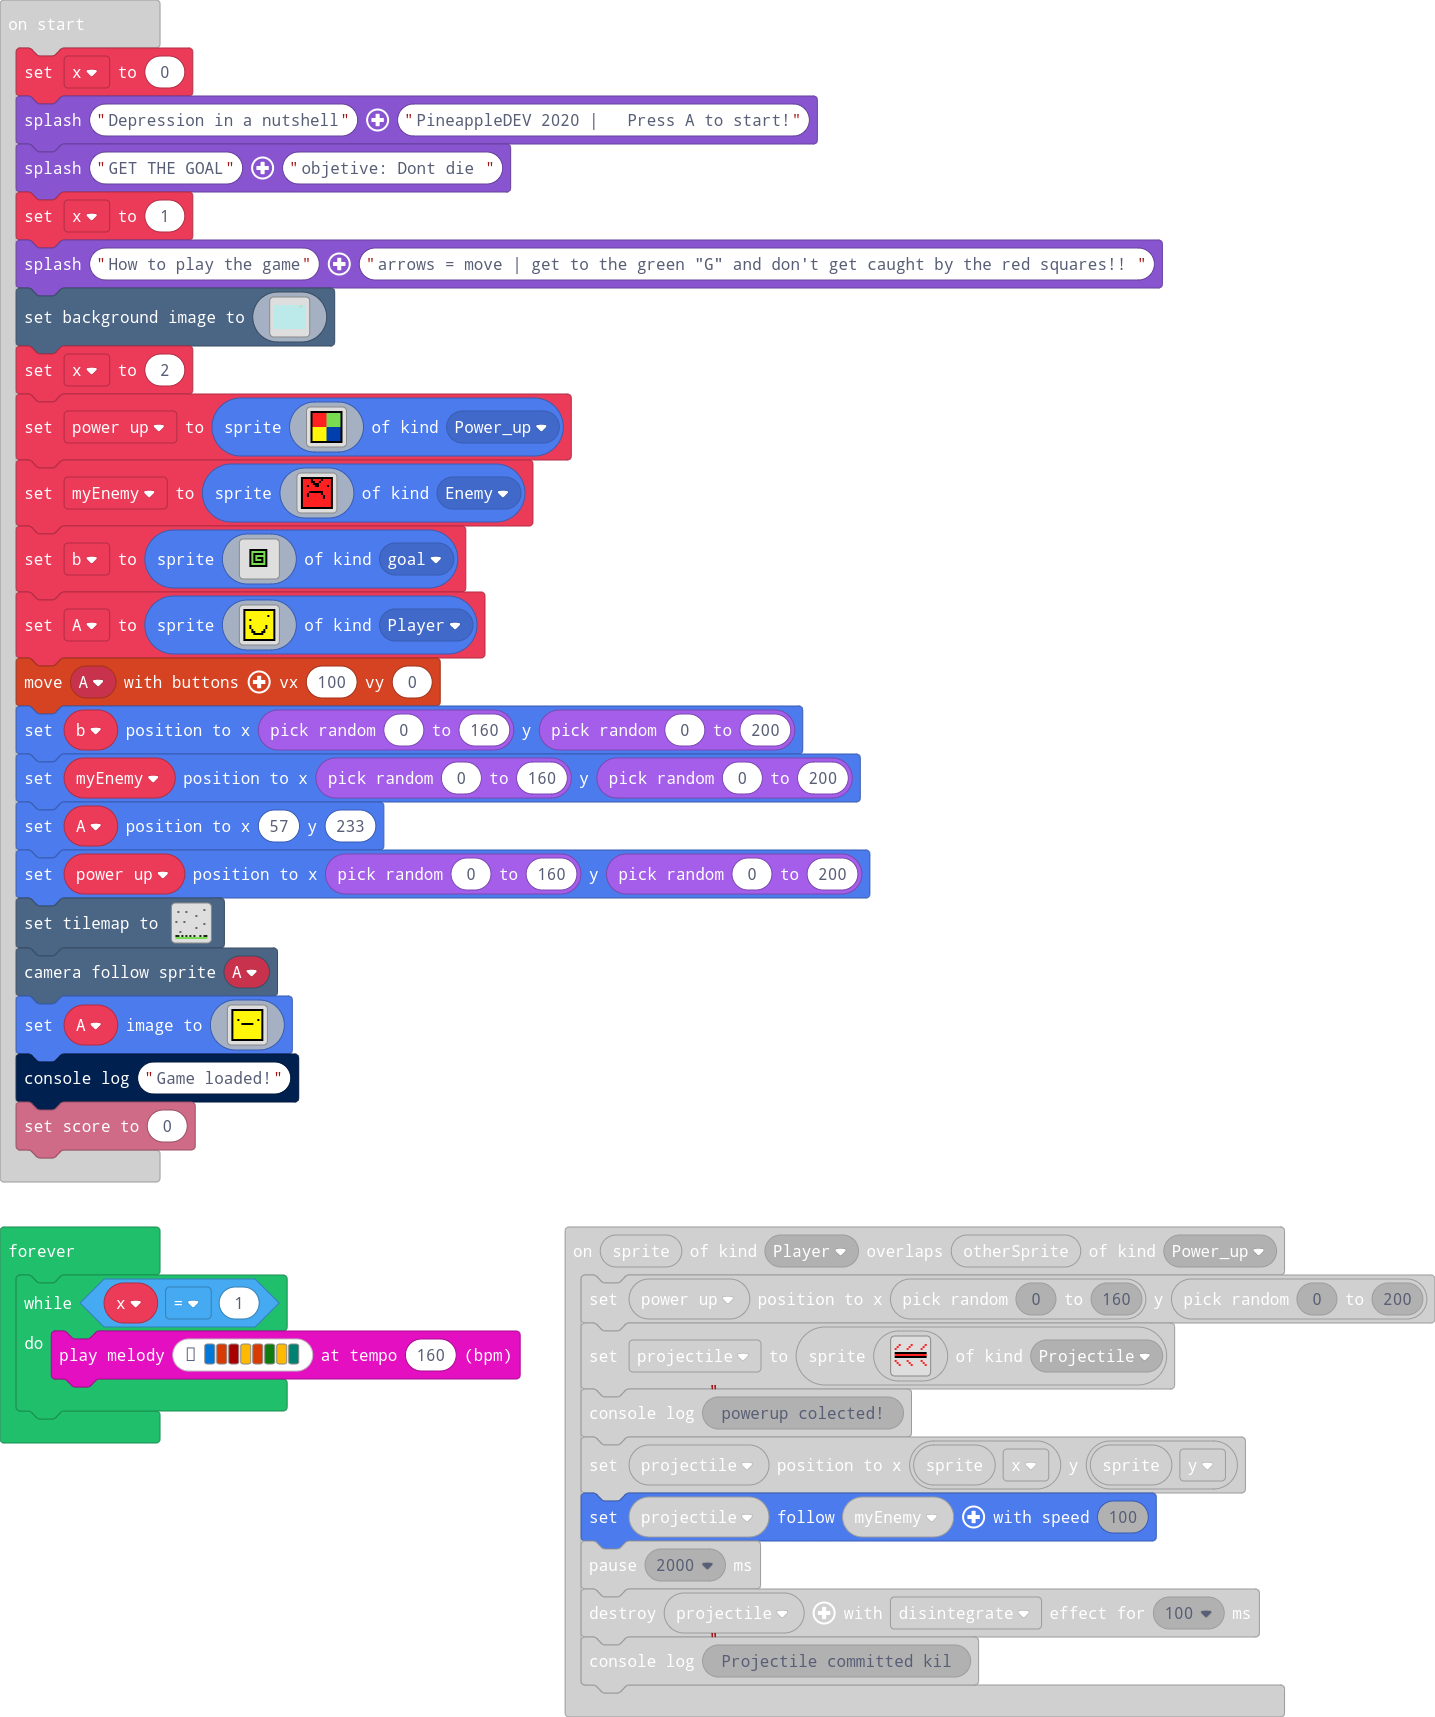 on start
set x to 0
splash "Depression in a nutshell" "PineappleDEV 2020 |   Press A to start!"
splash "GET THE GOAL" "objetive: Dont die "
set x to 1
splash "How to play the game" "arrows = move | get to the green "G" and don't get caught by the red squares!! "
set background image to
set x to 2
set power up to sprite of kind Power_up
set myEnemy to sprite of kind Enemy
set b to sprite G of kind goal
set A to sprite of kind Player
move A with buttons vx 100 vy 0
set b position to x pick random 0 to 160 y pick random 0 to 200
set myEnemy position to x pick random 0 to 160 y pick random 0 to 200
set A position to x 57 y 233
set power up position to x pick random 0 to 160 y pick random 0 to 200
set tilemap to
camera follow sprite A
set A image to
console log "Game loaded!"
set score to 0
forever
while x = 1
do play melody at tempo 160 (bpm)
on sprite of kind Player overlaps otherSprite of kind Power_up
set power up position to x pick random 0 to 160 y pick random 0 to 200
set projectile to sprite of kind Projectile
console log "powerup colected!
set projectile position to x sprite x y sprite y
set projectile follow myEnemy with speed 100
pause 2000 ms
destroy projectile with disintegrate effect for 100 ms
console log "Projectile committed kil